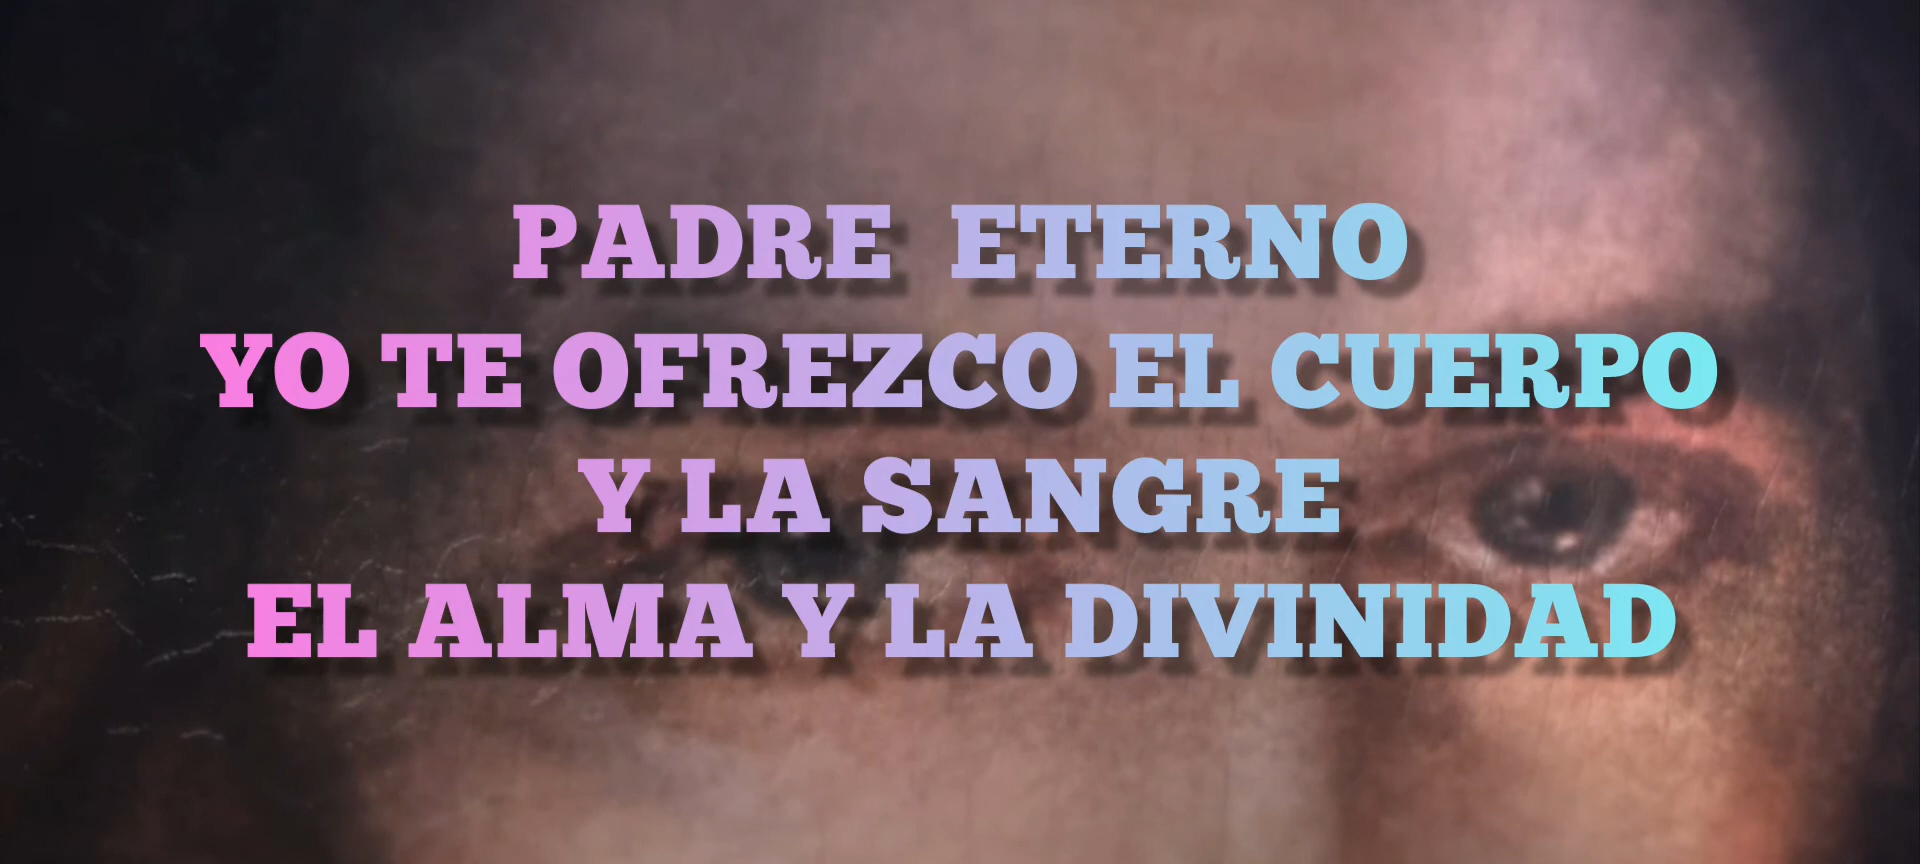 PADRE ETERNO
YO TE OFREZCO EL CUERPO
Y LA SANGRE
EL ALMA Y LA DIVINIDAD